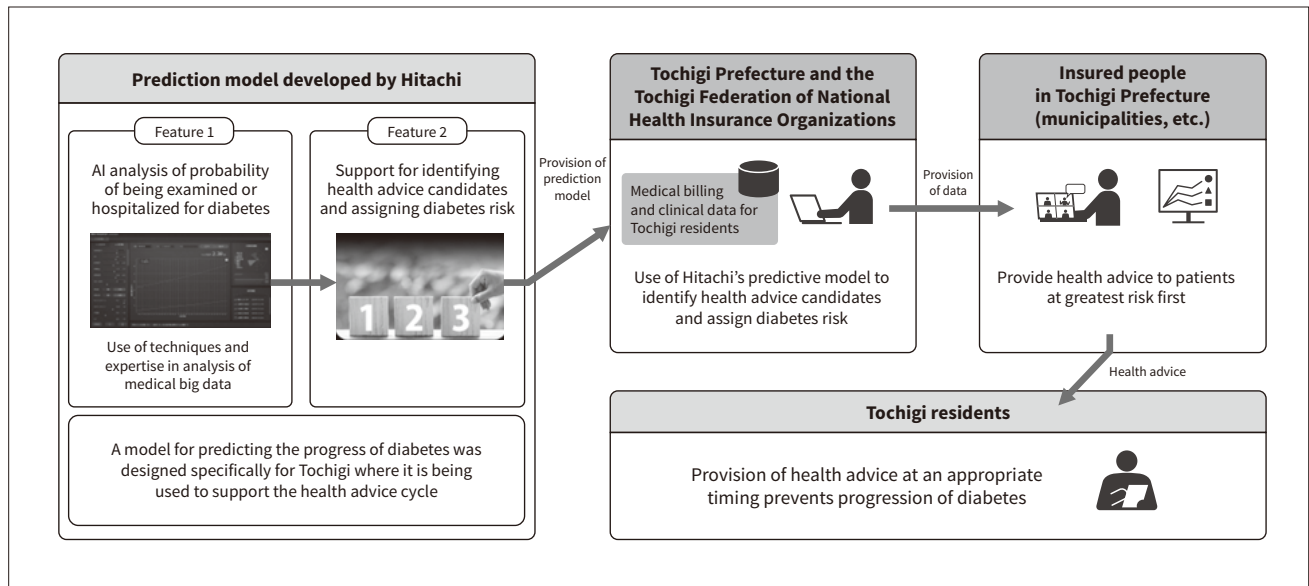 Prediction model developed by Hitachi
Feature 1
AI analysis of probability
of being examined or
hospitalized for diabetes
Use of techniques and
expertise in analysis of
medical big data
Feature 2
Support for identifying
health advice candidates
and assigning diabetes risk
1 2 3
A model for predicting the progress of diabetes was
designed specifically for Tochigi where it is being
used to support the health advice cycle
Provision of
prediction
model
Tochigi Prefecture and the
Tochigi Federation of National
Health Insurance Organizations
Medical billing
and clinical data for
Tochigi residents
Use of Hitachi’s predictive model to
identify health advice candidates
and assign diabetes risk
Provision
of data
Insured people
in Tochigi Prefecture
(municipalities, etc.)
Provide health advice to patients
at greatest risk first
Health advice
Tochigi residents
Provision of health advice at an appropriate
timing prevents progression of diabetes